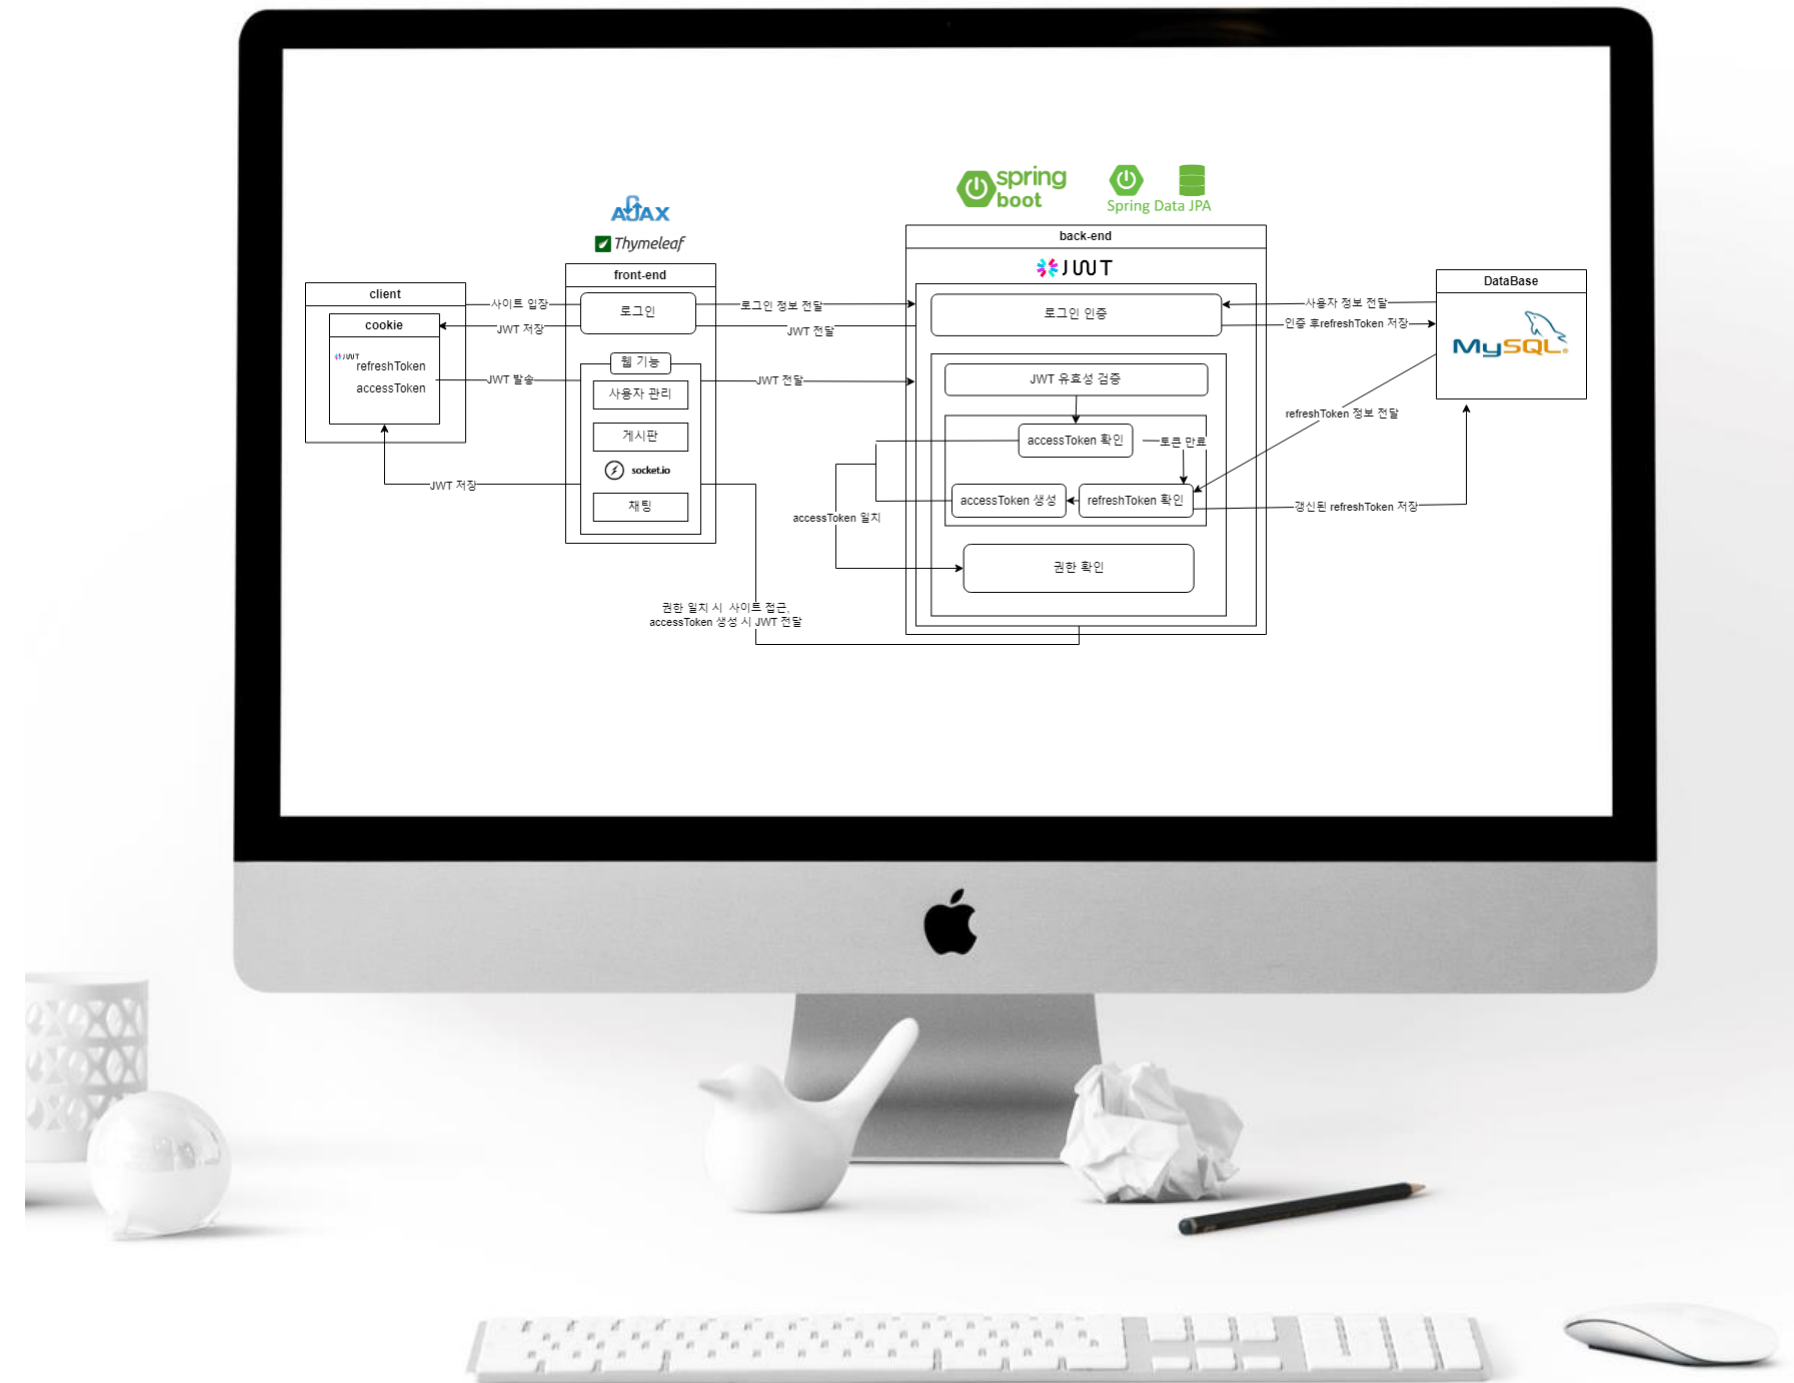 spring
boot
Spring Data JPA
AJAX
Thymeleaf
back-end
JWT
front-end
DataBase
client
사이트 입장
로그인
로그인 정보 전달
로그인 인증
사용자 정보 전달
cookie
JWT 저장
JWT 전달
인증 후refreshToken 저장
MySQL
JWT
refreshToken
accessToken
JWT 발송
웹 기능
사용자 관리
JWT 전달
JWT 유효성 검증
refreshToken 정보 전달
게시판
accessToken 확인
토큰 만료
socket.io
JWT 저장
채팅
accessToken 일치
accessToken 생성
refreshToken 확인
갱신된 refreshToken 저장
권한 확인
권한 일치 시 사이트 접근,
accessToken 생성 시 JWT 전달